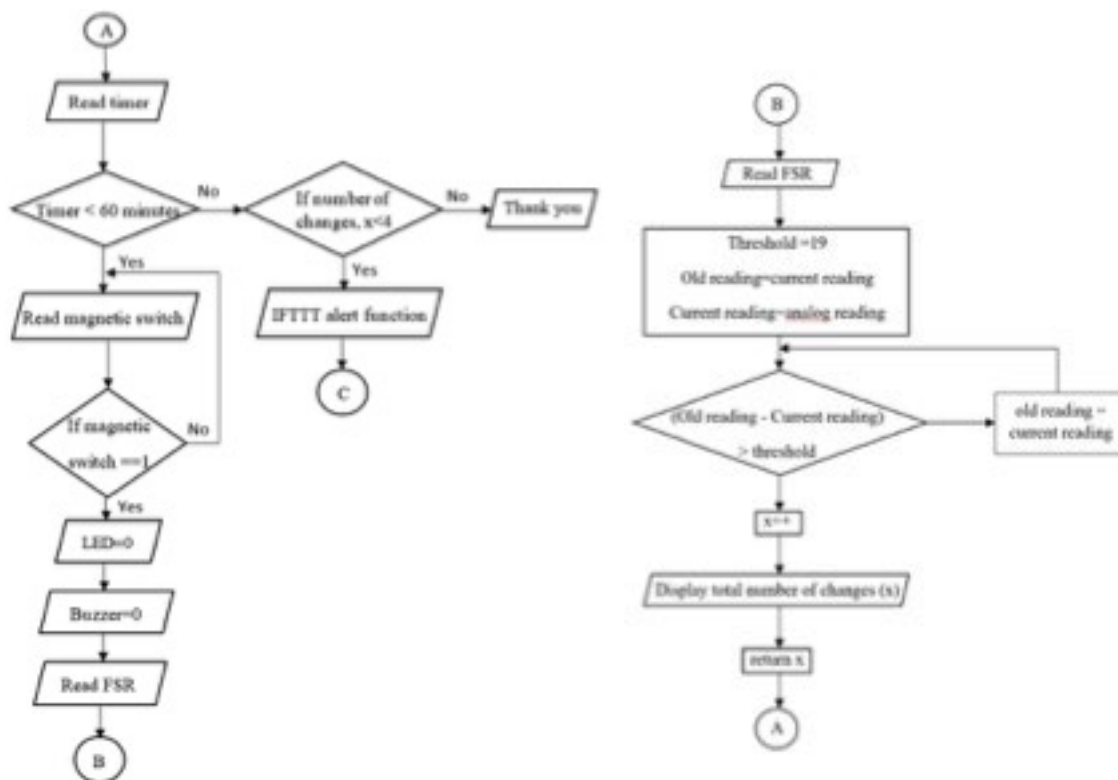 A
Read timer
Timer < 60 minutes
No
If number of
changes, x<4
No
Thank you
Yes
Yes
Read magnetic switch
IFTTT alert function
C
If magnetic
switch ==1
No
Yes
LED=0
Buzzer=0
Read FSR
B
B
Read FSR
Threshold =19
Old reading=current reading
Current reading=analog reading
(Old reading - Current reading)
> threshold
old reading =
current reading
x++
Display total number of changes (x)
return x
A